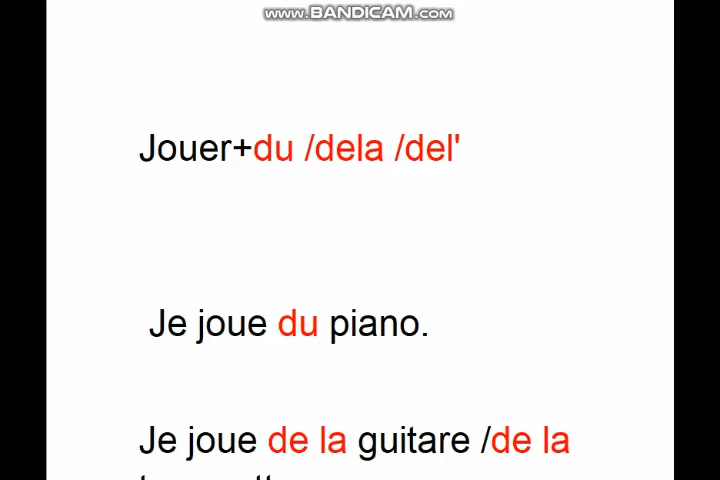 www.BANDICAM.com
Jouer+du /dela /del'
Je joue du piano.
Je joue de la guitare /de la